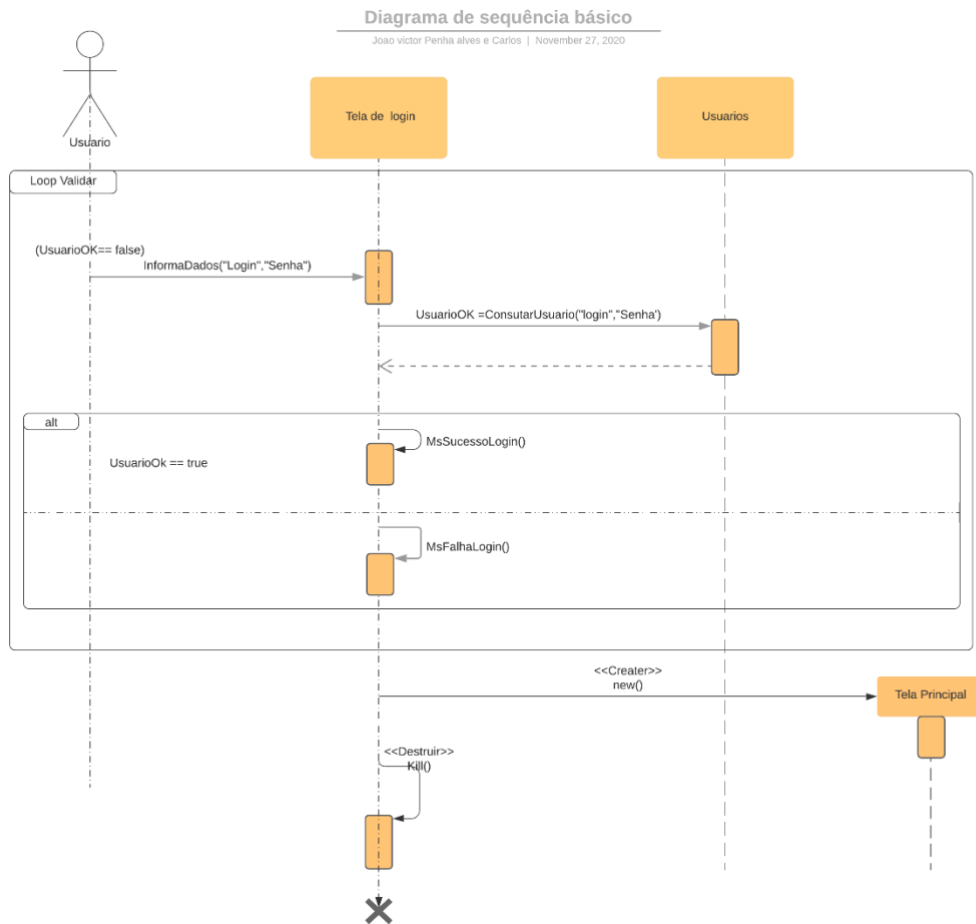 Diagrama de sequência básico
Joao victor Penha alves e Carlos | November 27, 2020
Tela de login
Usuarios
Usuario
Loop Validar
(UsuarioOK== false)
InformaDados("Login","Senha")
UsuarioOK =ConsutarUsuario("login","Senha')
alt
MsSucessoLogin()
UsuarioOk == true
MsFalhaLogin()
<<Creater>>
new()
Tela Principal
<<Destruir>>
Kill()